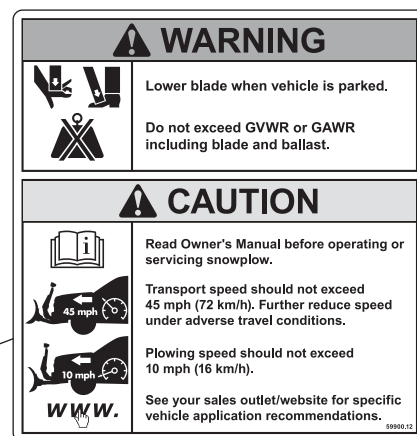 WARNING
Lower blade when vehicle is parked.
Do not exceed GVWR or GAWR
including blade and ballast.
CAUTION
i
Read Owner's Manual before operating or
servicing snowplow.
45 mph
Transport speed should not exceed
45 mph (72 km/h). Further reduce speed
under adverse travel conditions.
10 mph
Plowing speed should not exceed
10 mph (16 km/h).
www.
See your sales outlet/website for specific
vehicle application recommendations.
59900.12